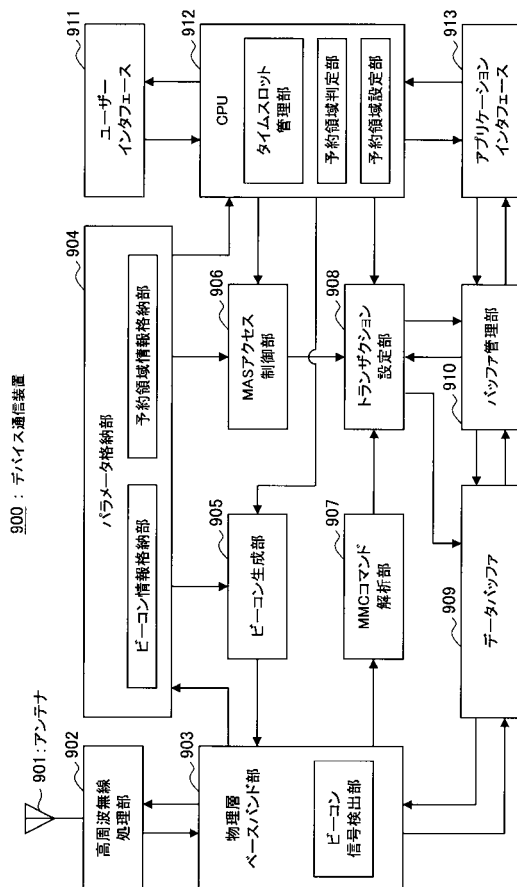 900 : デバイス通信装置
901:アンテナ
902
高周波無線
処理部
903
物理層
ベースバンド部
ビーコン
信号検出部
904
パラメータ格納部
ビーコン情報格納部
予約領域情報格納部
905
ビーコン生成部
906
MASアクセス
制御部
907
MMCコマンド
解析部
908
トランザクション
設定部
909
データバッファ
910
バッファ管理部
911
ユーザー
インタフェース
912
CPU
タイムスロット
管理部
予約領域判定部
予約領域設定部
913
アプリケーション
インタフェース